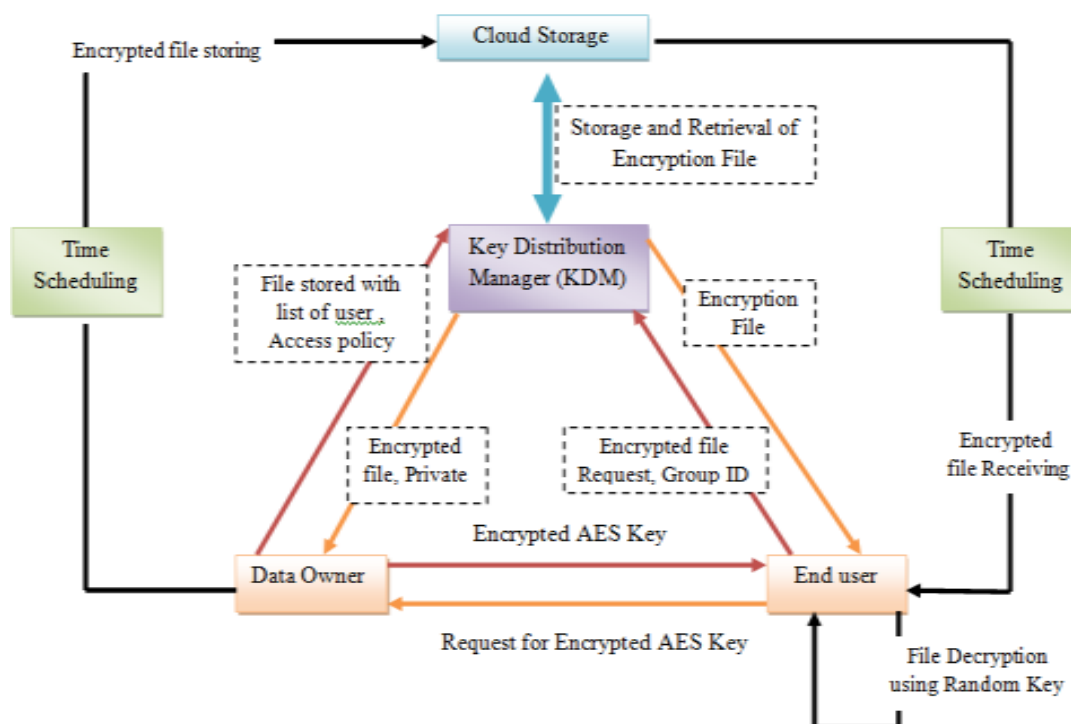 Cloud Storage
Encrypted file storing
Storage and Retrieval of
Encryption File
Time
Scheduling
Key Distribution
Manager (KDM)
Time
Scheduling
File stored with
list of user ,
Access policy
Encryption
File
Encrypted
file, Private
Encrypted file
Request, Group ID
Encrypted
file Receiving
Encrypted AES Key
Data Owner
End user
Request for Encrypted AES Key
File Decryption
using Random Key